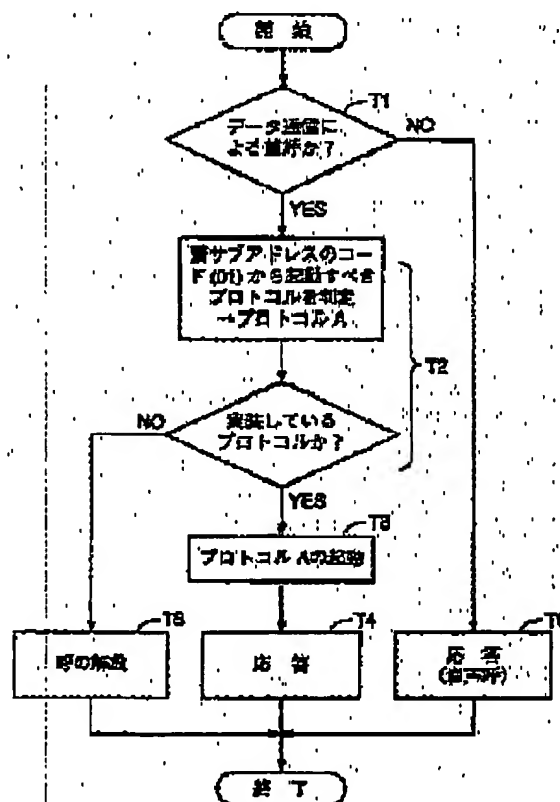 開 始
T1
データ通信に
よる着呼か?
NO
YES
着サブアドレスのコー
ド(01)から起動すべき
プロトコルを判定
→プロトコルA
T2
実装している
プロトコルか?
NO
YES
プロトコルAの起動
呼の解放
T4
応 答
応 答
終 了